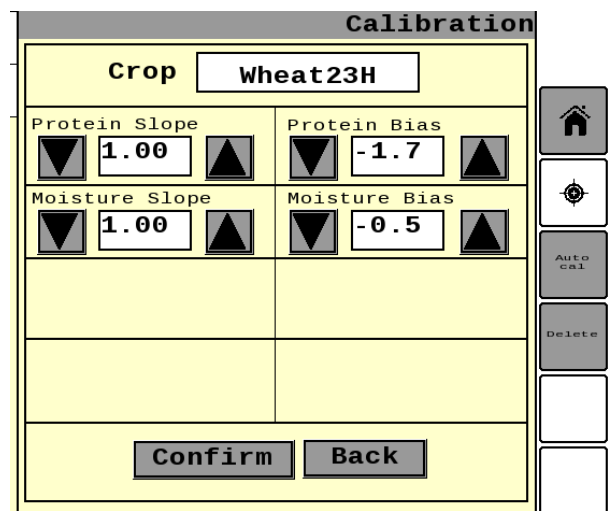 Calibration
Crop Wheat23H
Protein Slope Protein Bias
1.00 -1.7
Moisture Slope Moisture Bias
1.00 -0.5
Confirm Back
Auto
cal
Delete